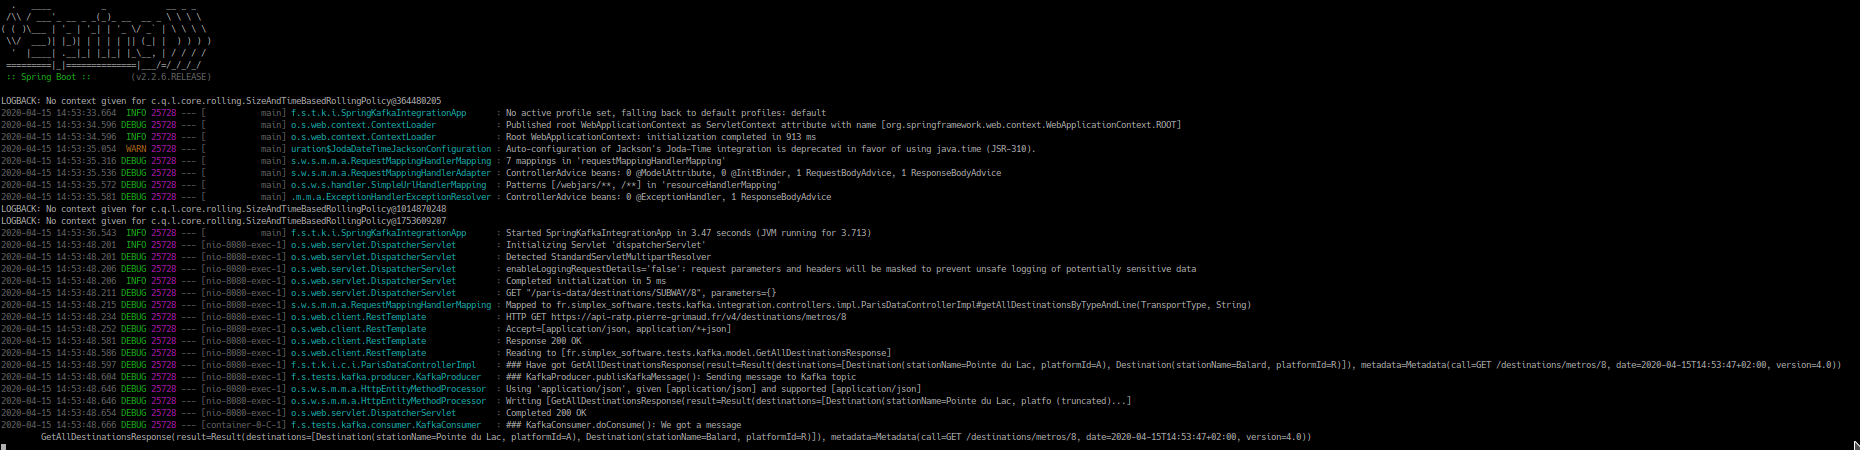 .   ____          _            __ _ _
 /\\ / ___'_ __ _ _(_)_ __  __ _ \ \ \ \
( ( )\___ | '_ | '_| | '_ \/ _` | \ \ \ \
 \\/  ___)| |_)| | | | | || (_| |  ) ) ) )
  '  |____| .__|_| |_|_| |_\__, | / / / /
 =========|_|==============|___/=/_/_/_/
 :: Spring Boot ::        (v2.2.6.RELEASE)
LOGBACK: No context given for c.q.l.core.rolling.SizeAndTimeBasedRollingPolicy@364480205
2020-04-15 14:53:33.664  INFO 25728 --- [           main] f.s.t.k.i.SpringKafkaIntegrationApp      : No active profile set, falling back to default profiles: default
2020-04-15 14:53:34.596 DEBUG 25728 --- [           main] o.s.web.context.ContextLoader            : Published root WebApplicationContext as ServletContext attribute with name [org.springframework.web.context.WebApplicationContext.ROOT]
2020-04-15 14:53:34.596  INFO 25728 --- [           main] o.s.web.context.ContextLoader            : Root WebApplicationContext: initialization completed in 913 ms
2020-04-15 14:53:35.054  WARN 25728 --- [           main] uration$JodaDateTimeJacksonConfiguration : Auto-configuration of Jackson's Joda-Time integration is deprecated in favor of using java.time (JSR-310).
2020-04-15 14:53:35.316 DEBUG 25728 --- [           main] s.w.s.m.m.a.RequestMappingHandlerMapping : 7 mappings in 'requestMappingHandlerMapping'
2020-04-15 14:53:35.536 DEBUG 25728 --- [           main] s.w.s.m.m.a.RequestMappingHandlerAdapter : ControllerAdvice beans: 0 @ModelAttribute, 0 @InitBinder, 1 RequestBodyAdvice, 1 ResponseBodyAdvice
2020-04-15 14:53:35.572 DEBUG 25728 --- [           main] o.s.w.s.handler.SimpleUrlHandlerMapping  : Patterns [/webjars/**, /**] in 'resourceHandlerMapping'
2020-04-15 14:53:35.581 DEBUG 25728 --- [           main] .m.m.a.ExceptionHandlerExceptionResolver : ControllerAdvice beans: 0 @ExceptionHandler, 1 ResponseBodyAdvice
LOGBACK: No context given for c.q.l.core.rolling.SizeAndTimeBasedRollingPolicy@1014870248
LOGBACK: No context given for c.q.l.core.rolling.SizeAndTimeBasedRollingPolicy@1753609207
2020-04-15 14:53:36.543  INFO 25728 --- [           main] f.s.t.k.i.SpringKafkaIntegrationApp      : Started SpringKafkaIntegrationApp in 3.47 seconds (JVM running for 3.713)
2020-04-15 14:53:48.201  INFO 25728 --- [nio-8080-exec-1] o.s.web.servlet.DispatcherServlet        : Initializing Servlet 'dispatcherServlet'
2020-04-15 14:53:48.201 DEBUG 25728 --- [nio-8080-exec-1] o.s.web.servlet.DispatcherServlet        : Detected StandardServletMultipartResolver
2020-04-15 14:53:48.206 DEBUG 25728 --- [nio-8080-exec-1] o.s.web.servlet.DispatcherServlet        : enableLoggingRequestDetails='false': request parameters and headers will be masked to prevent unsafe logging of potentially sensitive data
2020-04-15 14:53:48.206  INFO 25728 --- [nio-8080-exec-1] o.s.web.servlet.DispatcherServlet        : Completed initialization in 5 ms
2020-04-15 14:53:48.211 DEBUG 25728 --- [nio-8080-exec-1] o.s.web.servlet.DispatcherServlet        : GET "/paris-data/destinations/SUBWAY/8", parameters={}
2020-04-15 14:53:48.215 DEBUG 25728 --- [nio-8080-exec-1] s.w.s.m.m.a.RequestMappingHandlerMapping : Mapped to fr.simplex_software.tests.kafka.integration.controllers.impl.ParisDataControllerImpl#getAllDestinationsByTypeAndLine(TransportType, String)
2020-04-15 14:53:48.234 DEBUG 25728 --- [nio-8080-exec-1] o.s.web.client.RestTemplate              : HTTP GET https://api-ratp.pierre-grimaud.fr/v4/destinations/metros/8
2020-04-15 14:53:48.252 DEBUG 25728 --- [nio-8080-exec-1] o.s.web.client.RestTemplate              : Accept=[application/json, application/*+json]
2020-04-15 14:53:48.581 DEBUG 25728 --- [nio-8080-exec-1] o.s.web.client.RestTemplate              : Response 200 OK
2020-04-15 14:53:48.586 DEBUG 25728 --- [nio-8080-exec-1] o.s.web.client.RestTemplate              : Reading to [fr.simplex_software.tests.kafka.model.GetAllDestinationsResponse]
2020-04-15 14:53:48.597 DEBUG 25728 --- [nio-8080-exec-1] f.s.t.k.i.c.i.ParisDataControllerImpl    : ### Have got GetAllDestinationsResponse(result=Result(destinations=[Destination(stationName=Pointe du Lac, platformId=A), Destination(stationName=Balard, platformId=R)]), metadata=Metadata(call=GET /destinations/metros/8, date=2020-04-15T14:53:47+02:00, version=4.0))
2020-04-15 14:53:48.604 DEBUG 25728 --- [nio-8080-exec-1] f.s.tests.kafka.producer.KafkaProducer   : ### KafkaProducer.publisKafkaMessage(): Sending message to Kafka topic
2020-04-15 14:53:48.646 DEBUG 25728 --- [nio-8080-exec-1] o.s.w.s.m.m.a.HttpEntityMethodProcessor  : Using 'application/json', given [application/json] and supported [application/json]
2020-04-15 14:53:48.646 DEBUG 25728 --- [nio-8080-exec-1] o.s.w.s.m.m.a.HttpEntityMethodProcessor  : Writing [GetAllDestinationsResponse(result=Result(destinations=[Destination(stationName=Pointe du Lac, platfo (truncated)...]
2020-04-15 14:53:48.654 DEBUG 25728 --- [nio-8080-exec-1] o.s.web.servlet.DispatcherServlet        : Completed 200 OK
2020-04-15 14:53:48.666 DEBUG 25728 --- [container-0-C-1] f.s.tests.kafka.consumer.KafkaConsumer   : ### KafkaConsumer.doConsume(): We got a message
        GetAllDestinationsResponse(result=Result(destinations=[Destination(stationName=Pointe du Lac, platformId=A), Destination(stationName=Balard, platformId=R)]), metadata=Metadata(call=GET /destinations/metros/8, date=2020-04-15T14:53:47+02:00, version=4.0))